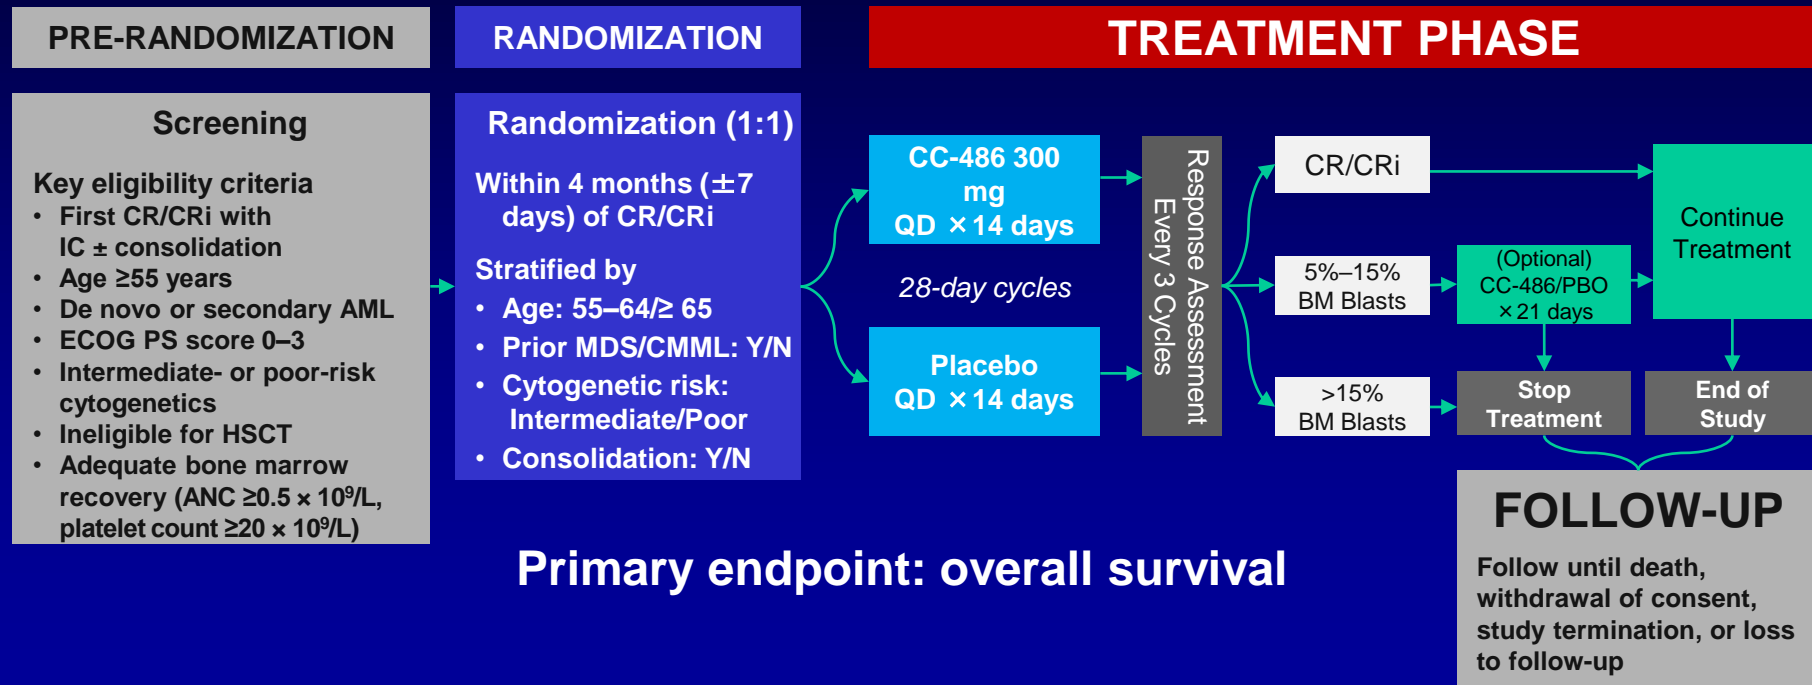 PRE-RANDOMIZATION
RANDOMIZATION
TREATMENT PHASE
Screening
Key eligibility criteria
• First CR/CRi with
IC ± consolidation
• Age ≥55 years
• De novo or secondary AML
• ECOG PS score 0–3
• Intermediate- or poor-risk
cytogenetics
• Ineligible for HSCT
• Adequate bone marrow
recovery (ANC ≥0.5 × 10⁹/L,
platelet count ≥20 × 10⁹/L)
Randomization (1:1)
Within 4 months (±7
days) of CR/CRi
Stratified by
• Age: 55–64/≥ 65
• Prior MDS/CMML: Y/N
• Cytogenetic risk:
Intermediate/Poor
• Consolidation: Y/N
CC-486 300
mg
QD ×14 days
28-day cycles
Placebo
QD ×14 days
Response Assessment
Every 3 Cycles
CR/CRi
5%–15%
BM Blasts
>15%
BM Blasts
(Optional)
CC-486/PBO
×21 days
Continue
Treatment
Stop
Treatment
End of
Study
FOLLOW-UP
Follow until death,
withdrawal of consent,
study termination, or loss
to follow-up
Primary endpoint: overall survival